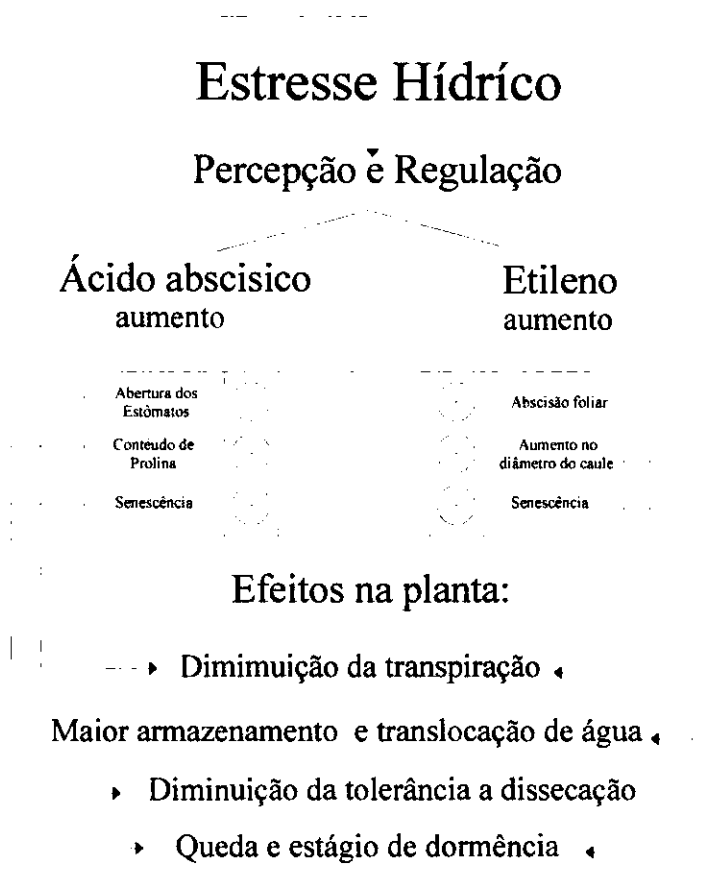 Estresse Hídríco
Percepção e Regulação
Ácido abscisico
aumento
Etileno
aumento
Abertura dos
Estômatos
Conteúdo de
Prolina
Senescência
Abscisão foliar
Aumento no
diâmetro do caule
Senescência
Efeitos na planta:
Dimimuição da transpiração
Maior armazenamento e translocação de água
Diminuição da tolerância a dissecação
Queda e estágio de dormência